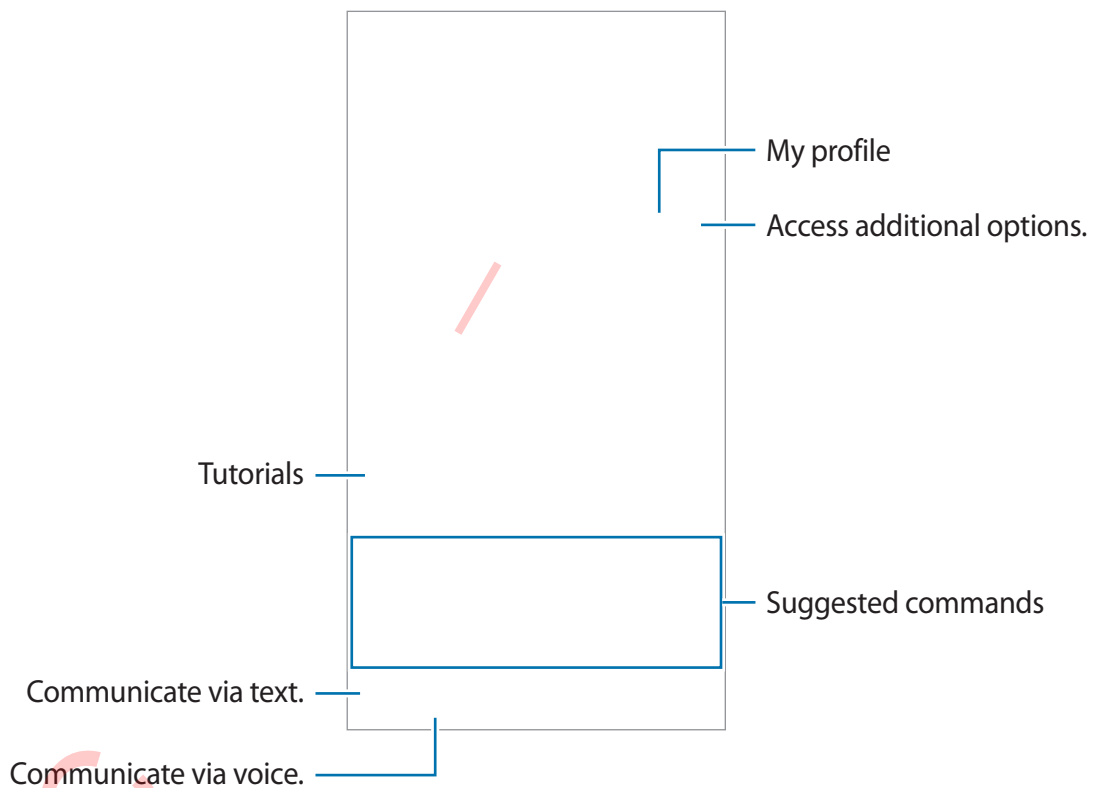 My profile
Access additional options.
Tutorials
Suggested commands
Communicate via text.
Communicate via voice.